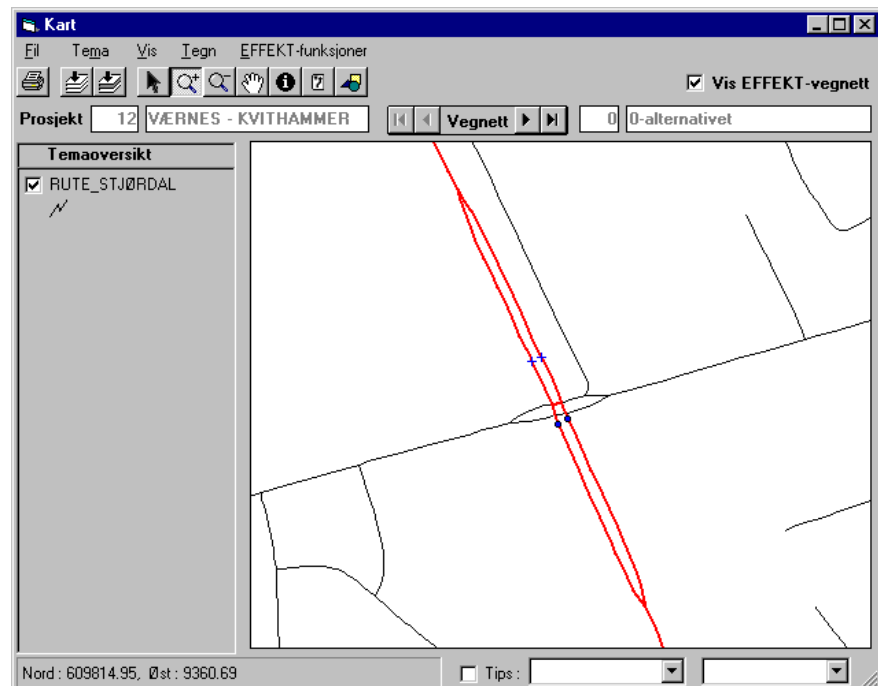 Kart
Fil Tema Vis Tegn EFFEKT-funksjoner
Vis EFFEKT-vegnett
Prosjekt 12 VÆRNES - KVITHAMMER Vegnett 0 0-alternativet
Temaoversikt
RUTE_STJØRDAL
Nord : 609814.95, Øst : 9360.69 Tips :